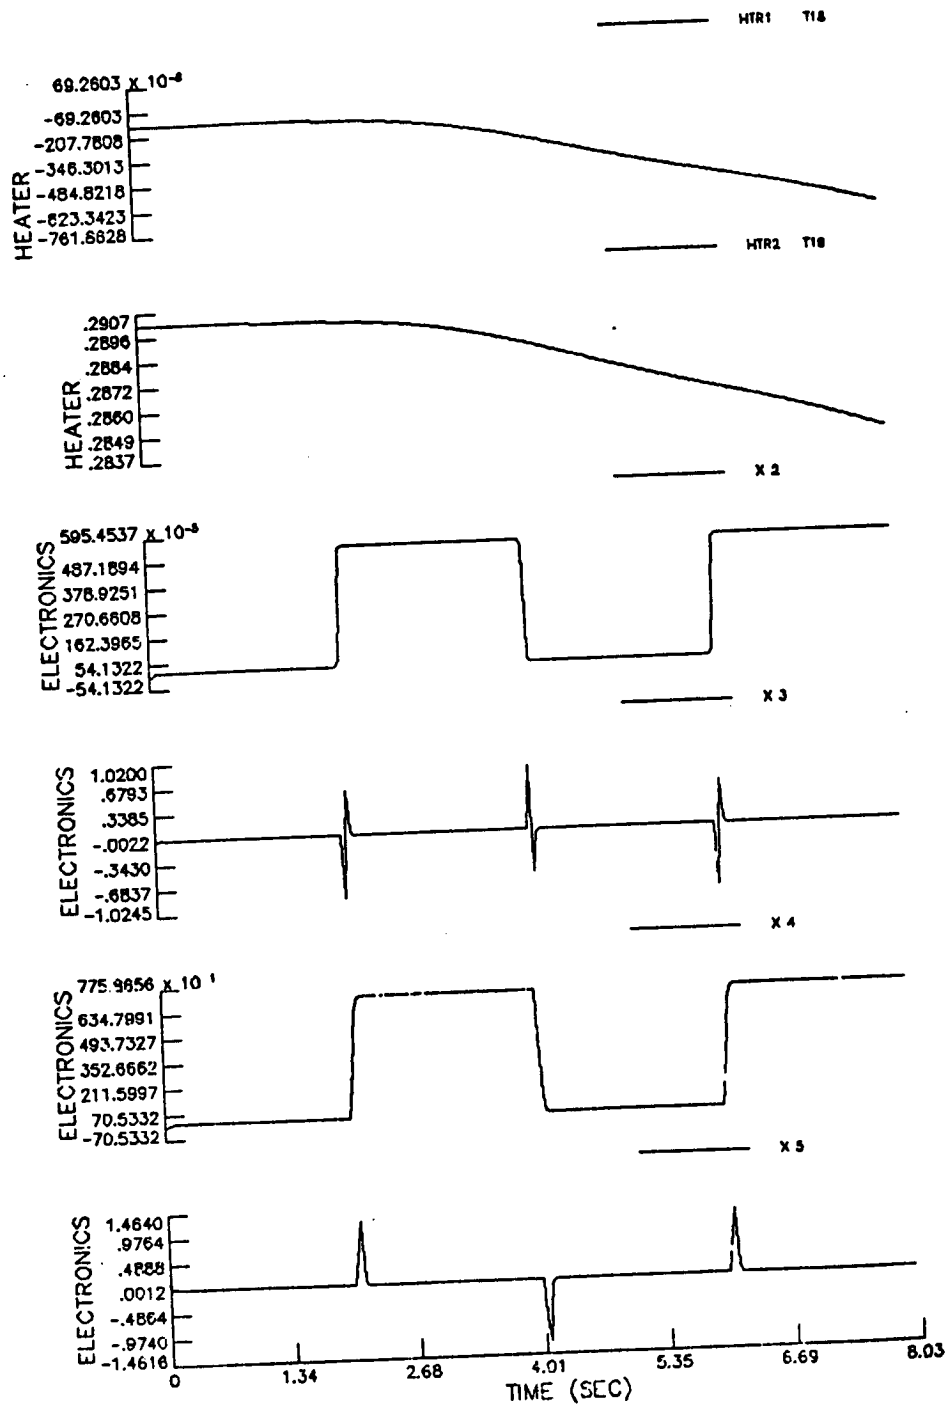 HTR1 T18
69.2603 X 10⁻⁶
-69.2603
-207.7808
-346.3013
-484.8218
-623.3423
-761.8628
HEATER
HTR2 T18
.2907
.2896
.2884
.2872
.2860
.2849
.2837
HEATER
X 2
595.4537 X 10⁻⁵
487.1894
378.9251
270.6608
162.3965
54.1322
-54.1322
ELECTRONICS
X 3
1.0200
.6793
.3385
-.0022
-.3430
-.6837
-1.0245
ELECTRONICS
X 4
775.8656 X 10⁻¹
634.7991
493.7327
352.6662
211.5997
70.5332
-70.5332
ELECTRONICS
X 5
1.4640
.9764
.4888
.0012
-.4864
-.9740
-1.4616
ELECTRONICS
0 1.34 2.68 4.01 5.35 6.69 8.03
TIME (SEC)